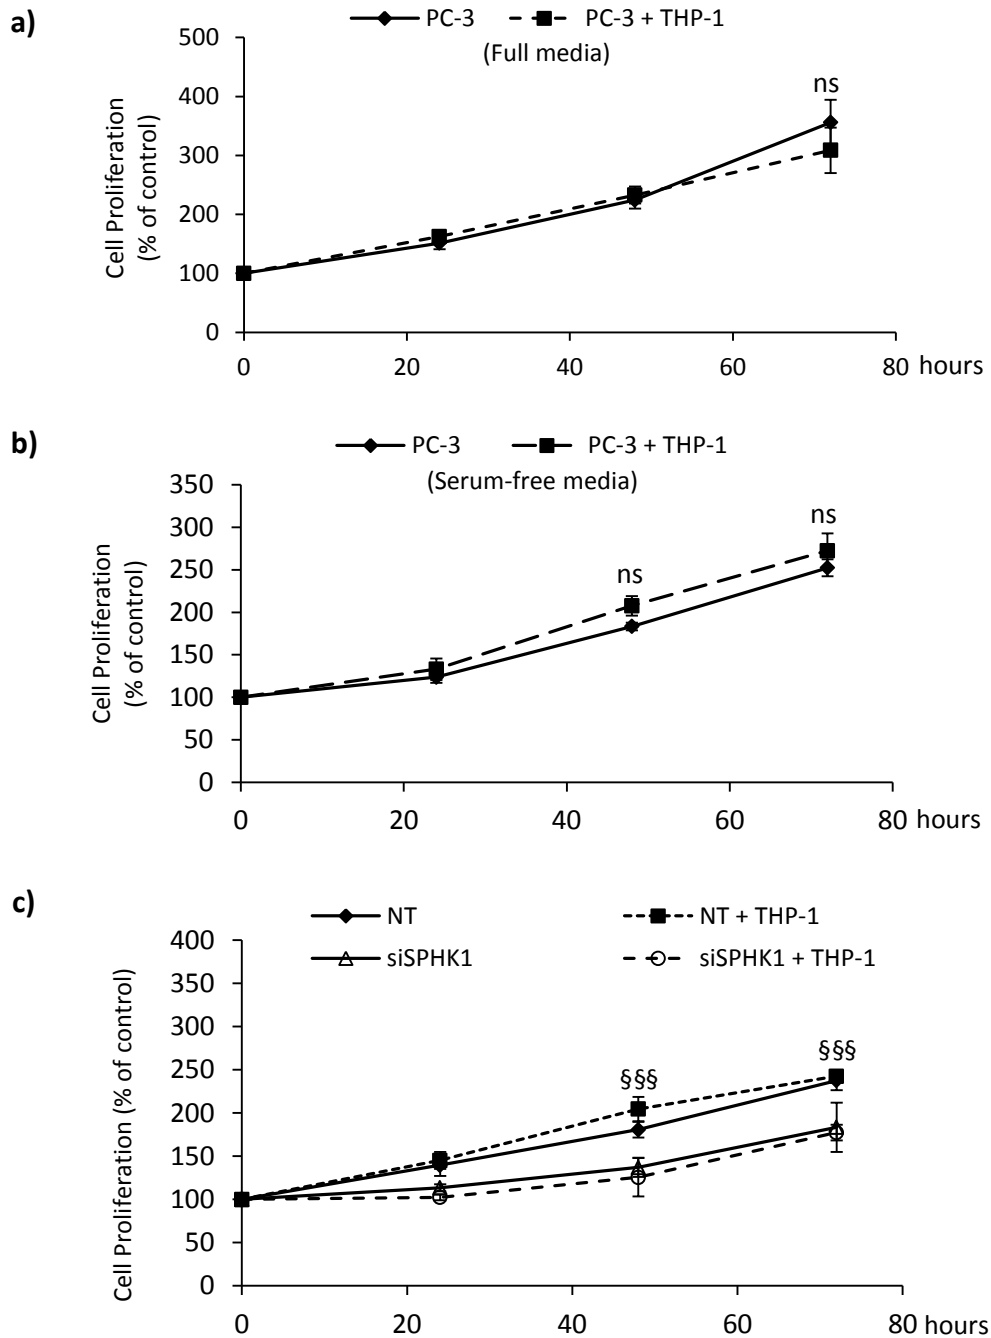 a)
PC-3 PC-3 + THP-1
(Full media)
500
400
300
200
100
0
Cell Proliferation
(% of control)
ns
0 20 40 60 80 hours
b)
PC-3 PC-3 + THP-1
(Serum-free media)
350
300
250
200
150
100
50
0
Cell Proliferation
(% of control)
ns
ns
0 20 40 60 80 hours
c)
NT NT + THP-1
siSPHK1 siSPHK1 + THP-1
400
350
300
250
200
150
100
50
0
Cell Proliferation (% of control)
§§§
§§§
0 20 40 60 80 hours